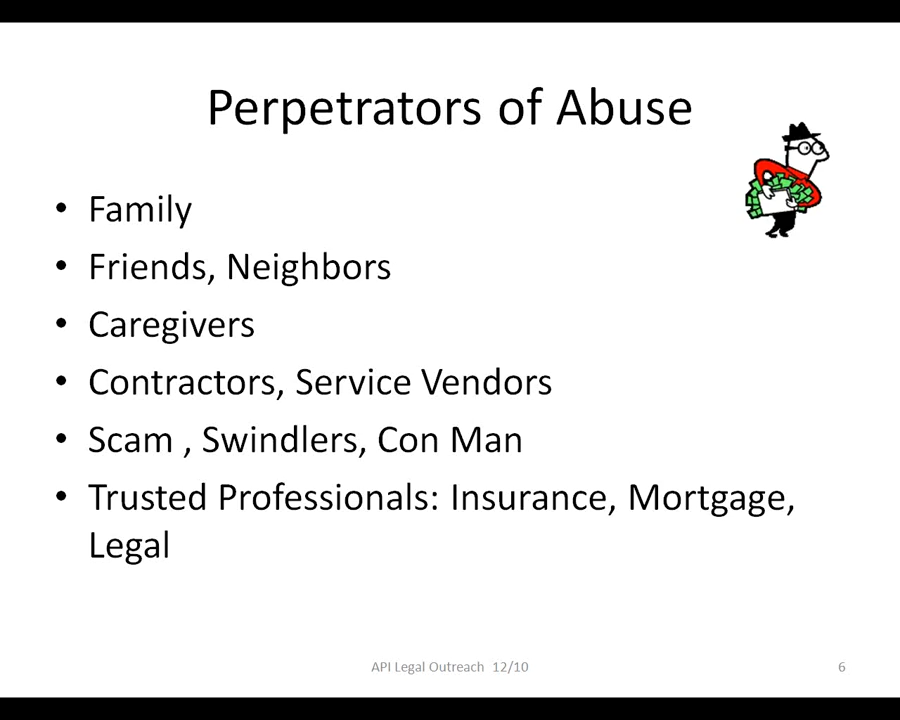 Perpetrators of Abuse
• Family
• Friends, Neighbors
• Caregivers
• Contractors, Service Vendors
• Scam , Swindlers, Con Man
• Trusted Professionals: Insurance, Mortgage,
Legal
API Legal Outreach 12/10
6